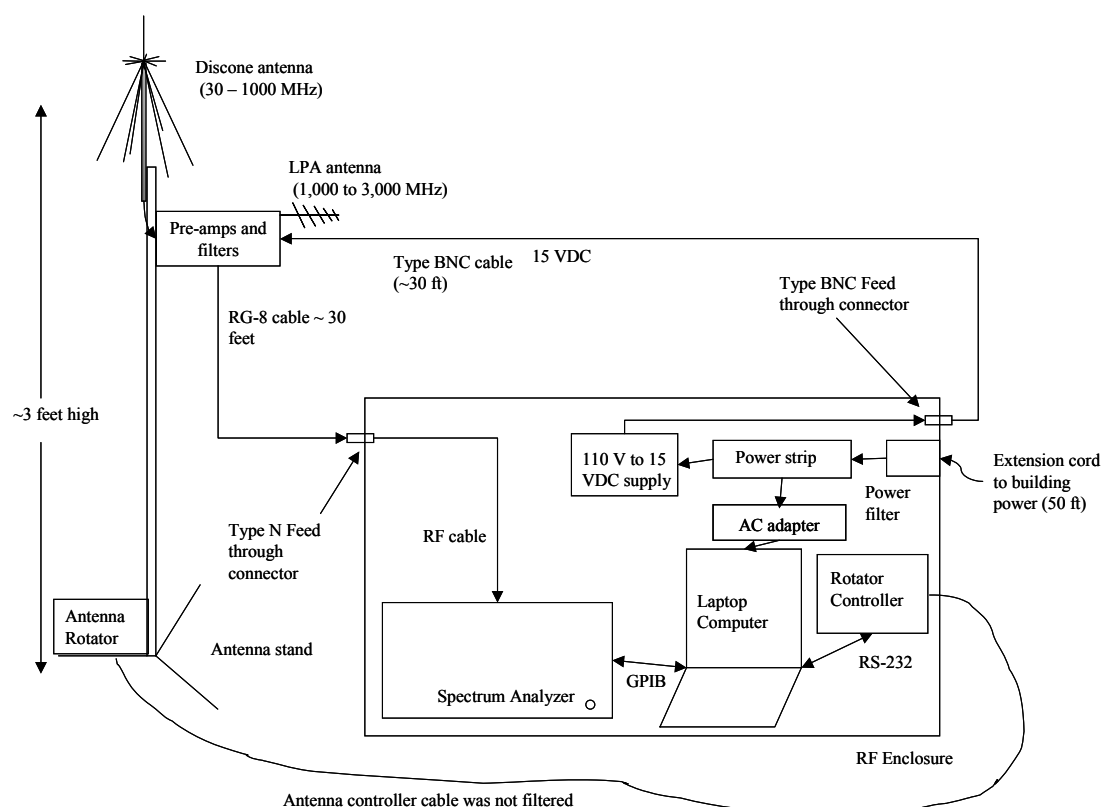 Discone antenna
(30 – 1000 MHz)
LPA antenna
(1,000 to 3,000 MHz)
Pre-amps and
filters
15 VDC
Type BNC cable
(~30 ft)
Type BNC Feed
through connector
RG-8 cable ~ 30
feet
~3 feet high
110 V to 15
VDC supply
Power strip
Power
filter
Extension cord
to building
power (50 ft)
AC adapter
Type N Feed
through
connector
RF cable
Laptop
Computer
Rotator
Controller
Antenna
Rotator
Antenna stand
RS-232
GPIB
Spectrum Analyzer
RF Enclosure
Antenna controller cable was not filtered